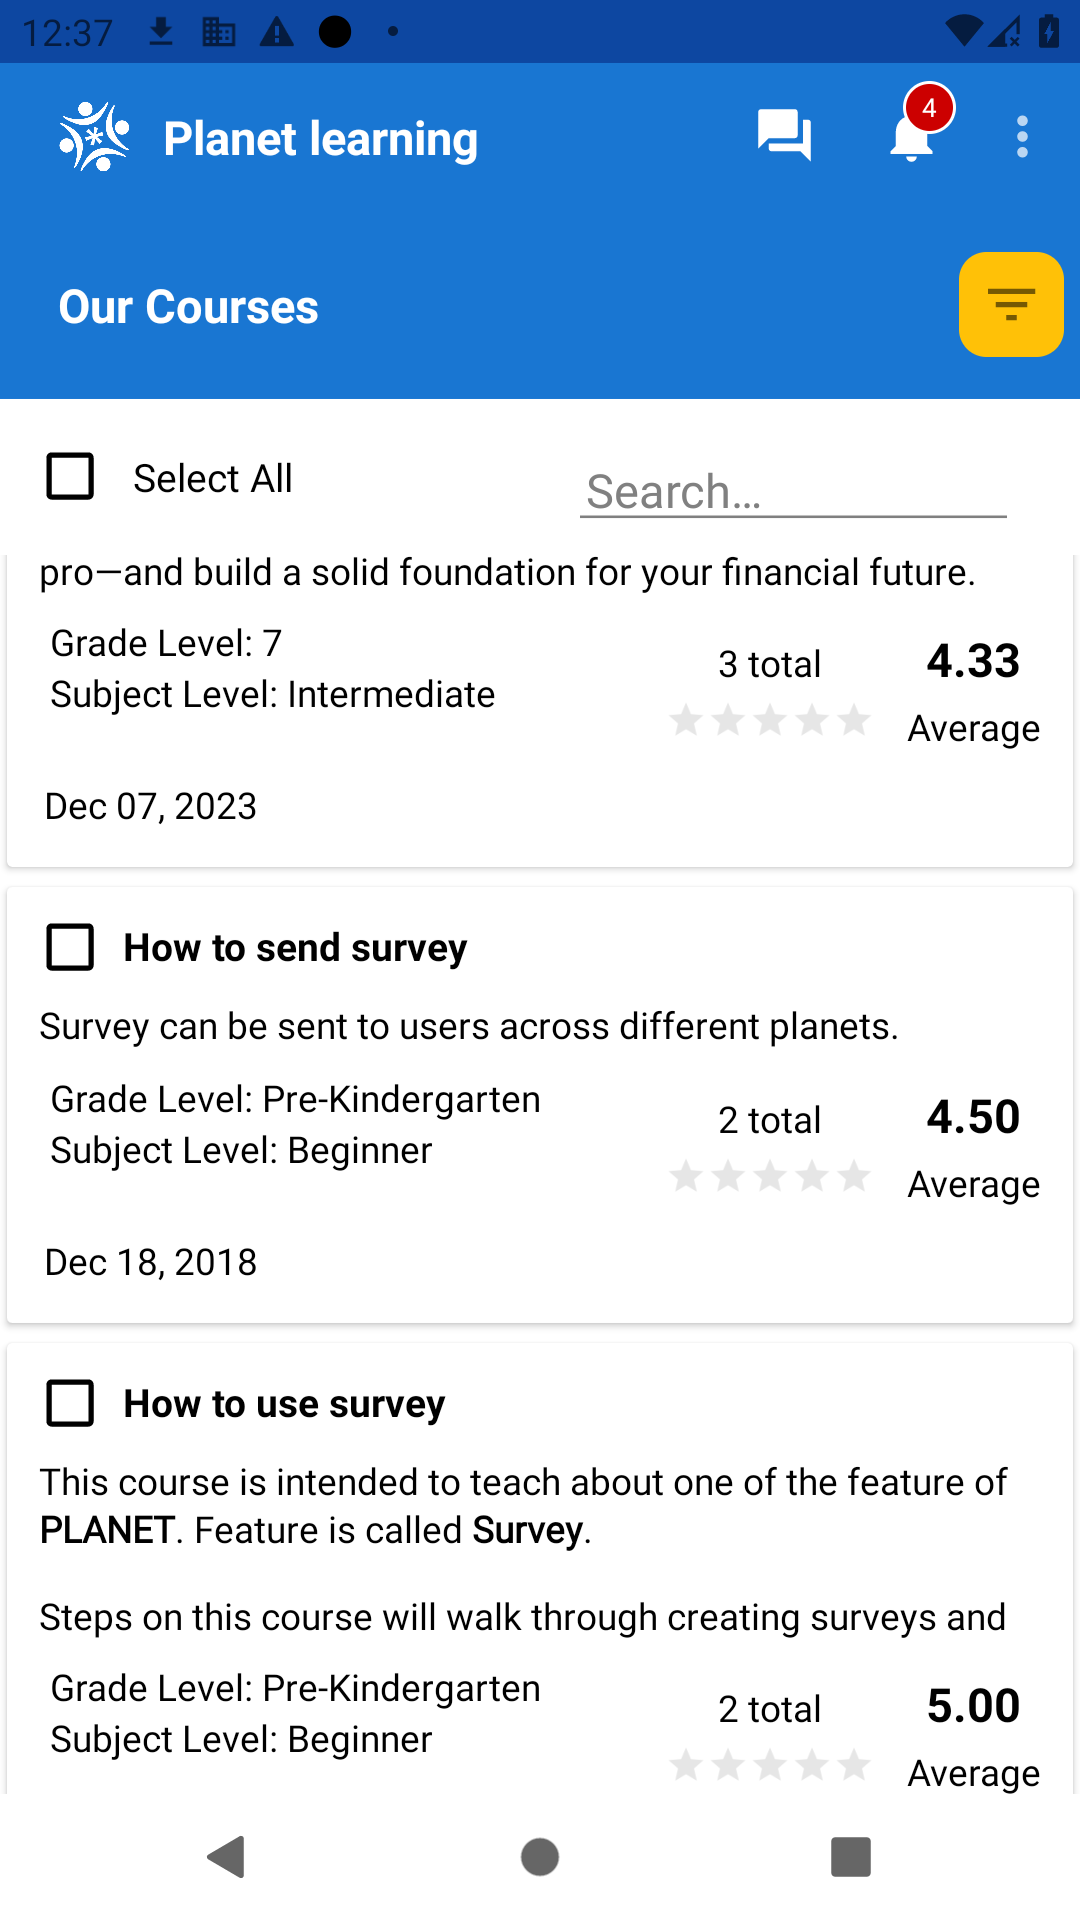 12:37
Planet learning
4
Our Courses
Select All
Search...
pro—and build a solid foundation for your financial future.
Grade Level: 7
Subject Level: Intermediate
3 total
4.33
Average
Dec 07, 2023
How to send survey
Survey can be sent to users across different planets.
Grade Level: Pre-Kindergarten
Subject Level: Beginner
2 total
4.50
Average
Dec 18, 2018
How to use survey
This course is intended to teach about one of the feature of
PLANET. Feature is called Survey.
Steps on this course will walk through creating surveys and
Grade Level: Pre-Kindergarten
Subject Level: Beginner
2 total
5.00
Average